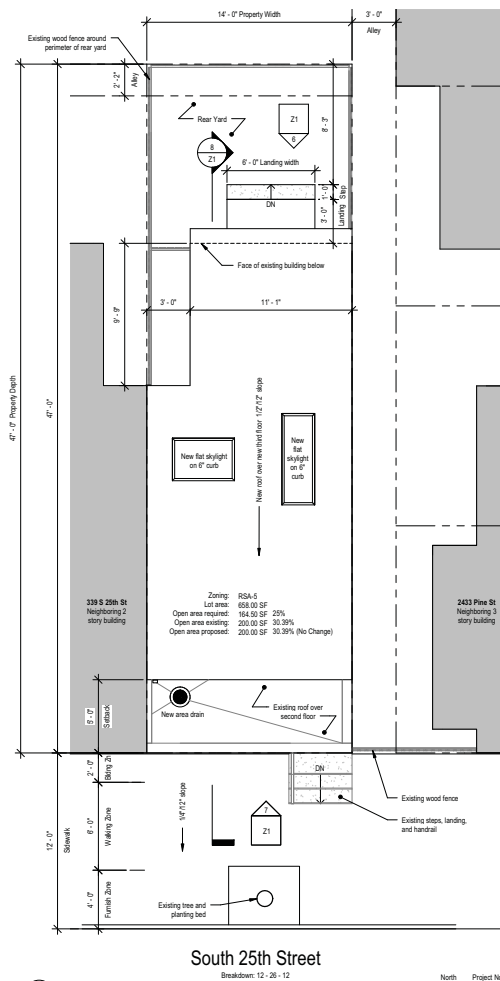 14' - 0" Property Width
3' - 0"
Alley
Existing wood fence around
perimeter of rear yard
2' - 2"
Alley
Rear Yard
Z1
6
8
Z1
8' - 3"
6' - 0" Landing width
1' - 0"
Step
DN
3' - 0"
Landing
Face of existing building below
9' - 9"
3' - 0"
11' - 1"
47' - 0" Property Depth
47' - 0"
New roof over new third floor 1/2"/12" slope
New flat skylight
on 6" curb
New
flat
skylight
on 6"
curb
Zoning: RSA-5
Lot area: 658.00 SF
Open area required: 164.50 SF 25%
Open area existing: 200.00 SF 30.39%
Open area proposed: 200.00 SF 30.39% (No Change)
339 S 25th St
Neighboring 2
story building
2433 Pine St
Neighboring 3
story building
Setback
New area drain
Existing roof over
second floor
2' - 0"
Bldng Zn
DN
Existing wood fence
Existing steps, landing,
and handrail
12' - 0"
Sidewalk
6' - 0"
Walking Zone
1/4"/12" slope
7
Z1
4' - 0"
Furnish Zone
Existing tree and
planting bed
South 25th Street
Breakdown: 12 - 26 - 12
North